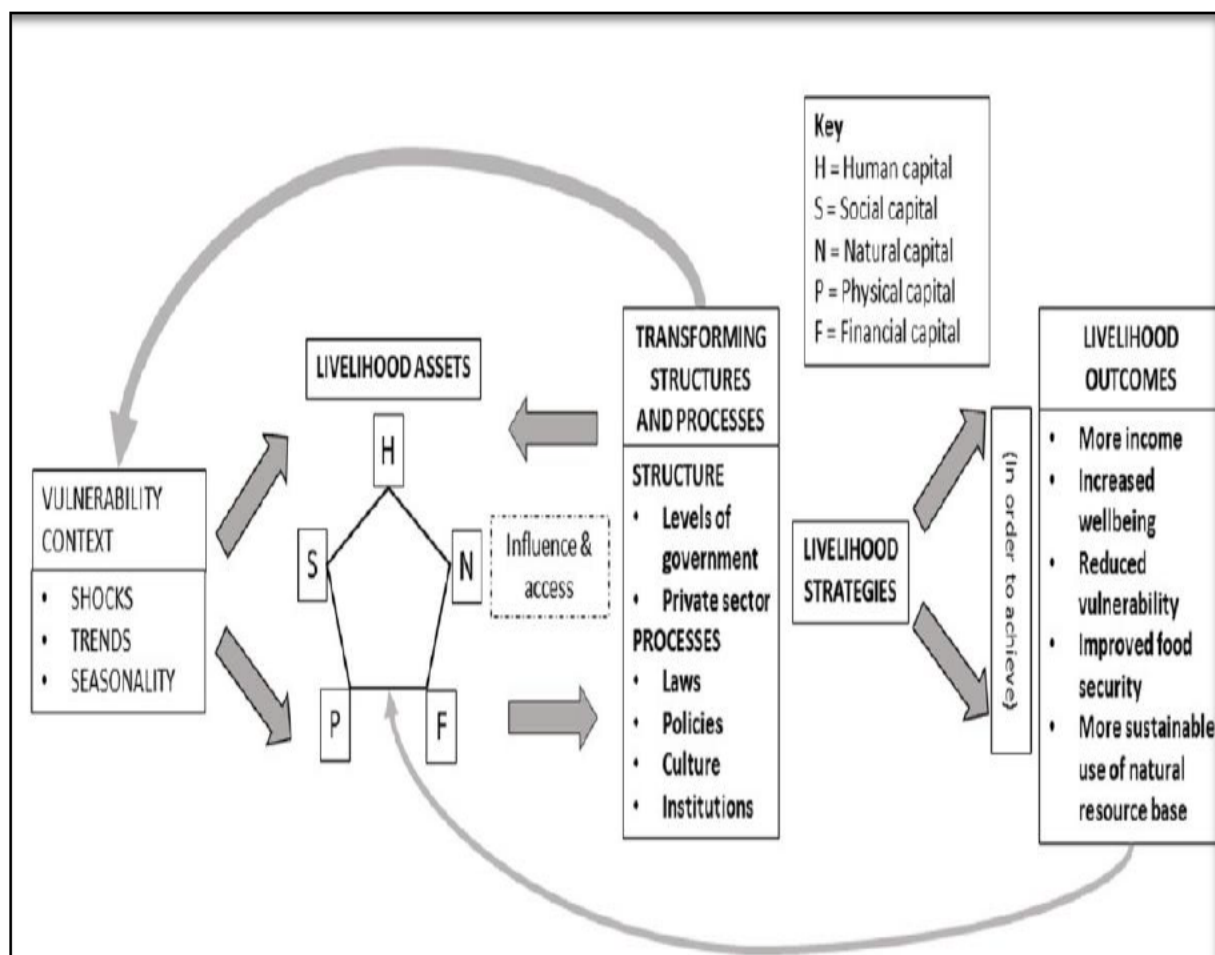 Key
H = Human capital
S = Social capital
N = Natural capital
P = Physical capital
F = Financial capital
LIVELIHOOD ASSETS
H
S
N
P
F
VULNERABILITY
CONTEXT
• SHOCKS
• TRENDS
• SEASONALITY
Influence &
access
TRANSFORMING
STRUCTURES
AND PROCESSES
STRUCTURE
• Levels of
government
• Private sector
PROCESSES
• Laws
• Policies
• Culture
• Institutions
LIVELIHOOD
STRATEGIES
(In order to achieve)
LIVELIHOOD
OUTCOMES
• More income
• Increased
wellbeing
• Reduced
vulnerability
• Improved food
security
• More sustainable
use of natural
resource base